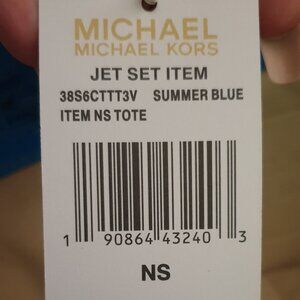 MICHAEL
MICHAEL KORS
JET SET ITEM
38S6CTTT3V SUMMER BLUE
ITEM NS TOTE
1 90864 43240 3
NS